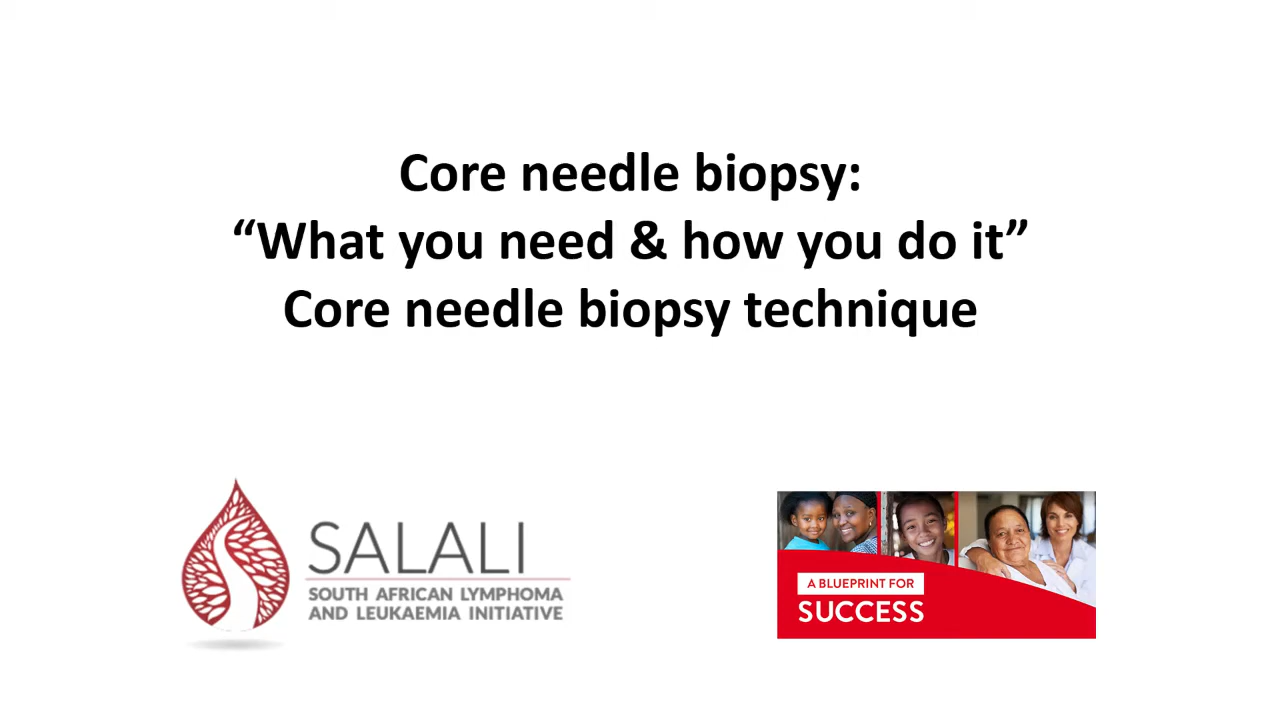 Core needle biopsy:
“What you need & how you do it”
Core needle biopsy technique
SALALI
SOUTH AFRICAN LYMPHOMA
AND LEUKAEMIA INITIATIVE
A BLUEPRINT FOR
SUCCESS